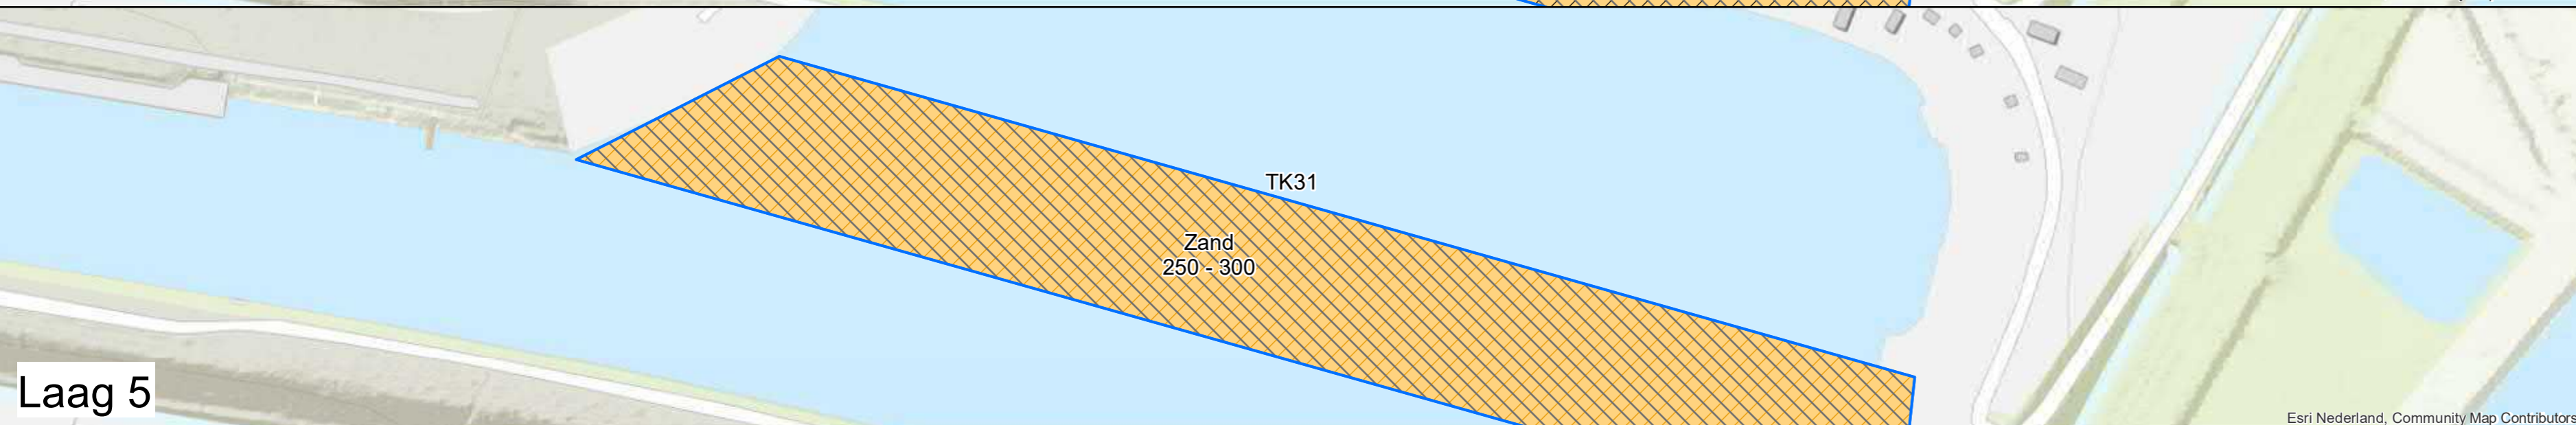 TK31
Zand
250 - 300
Laag 5
Esri Nederland, Community Map Contributors